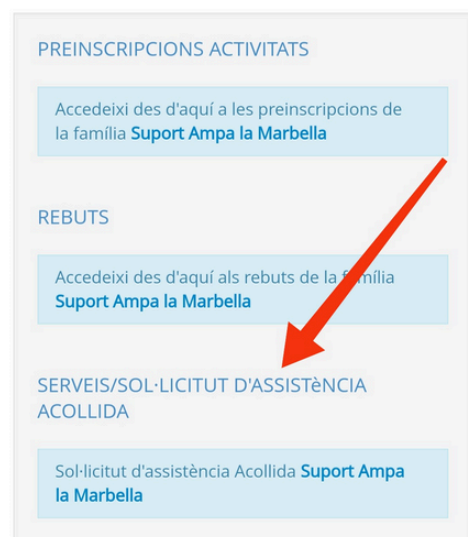 PREINSCRIPCIONS ACTIVITATS
Accedeixi des d'aquí a les preinscripcions de
la família Suport Ampa la Marbella
REBUTS
Accedeixi des d'aquí als rebuts de la família
Suport Ampa la Marbella
SERVEIS/SOL·LICITUT D'ASSISTèNCIA
ACOLLIDA
Sol·licitut d'assistència Acollida Suport Ampa
la Marbella